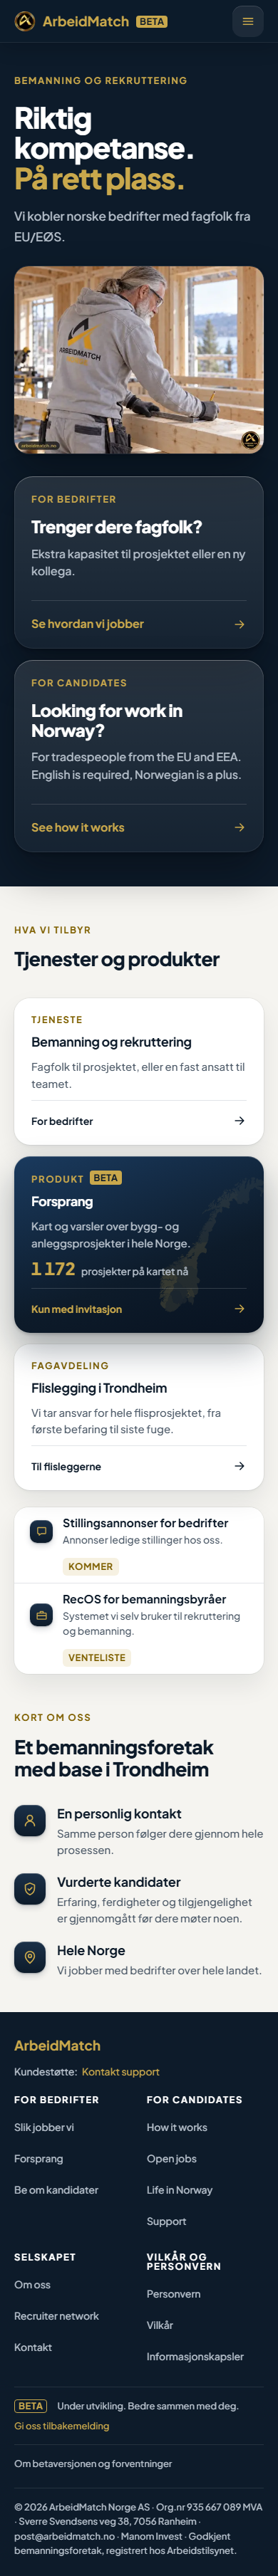 ArbeidMatch BETA
BEMANNING OG REKRUTTERING
Riktig
kompetanse.
På rett plass.
Vi kobler norske bedrifter med fagfolk fra
EU/EØS.
ARBEIDMATCH
arbeidmatch.no
FOR BEDRIFTER
Trenger dere fagfolk?
Ekstra kapasitet til prosjektet eller en ny
kollega.
Se hvordan vi jobber →
FOR CANDIDATES
Looking for work in
Norway?
For tradespeople from the EU and EEA.
English is required, Norwegian is a plus.
See how it works →
HVA VI TILBYR
Tjenester og produkter
TJENESTE
Bemanning og rekruttering
Fagfolk til prosjektet, eller en fast ansatt til
teamet.
For bedrifter →
PRODUKT BETA
Forsprang
Kart og varsler over bygg- og
anleggsprosjekter i hele Norge.
1 172 prosjekter på kartet nå
Kun med invitasjon →
FAGAVDELING
Flislegging i Trondheim
Vi tar ansvar for hele flisprosjektet, fra
første befaring til siste fuge.
Til flisleggerne →
Stillingsannonser for bedrifter
Annonser ledige stillinger hos oss.
KOMMER
RecOS for bemanningsbyråer
Systemet vi selv bruker til rekruttering
og bemanning.
VENTELISTE
KORT OM OSS
Et bemanningsforetak
med base i Trondheim
En personlig kontakt
Samme person følger dere gjennom hele
prosessen.
Vurderte kandidater
Erfaring, ferdigheter og tilgjengelighet
er gjennomgått før dere møter noen.
Hele Norge
Vi jobber med bedrifter over hele landet.
ArbeidMatch
Kundestøtte: Kontakt support
FOR BEDRIFTER
Slik jobber vi
Forsprang
Be om kandidater
FOR CANDIDATES
How it works
Open jobs
Life in Norway
Support
SELSKAPET
Om oss
Recruiter network
Kontakt
VILKÅR OG
PERSONVERN
Personvern
Vilkår
Informasjonskapsler
BETA Under utvikling. Bedre sammen med deg.
Gi oss tilbakemelding
Om betaversjonen og forventninger
© 2026 ArbeidMatch Norge AS · Org.nr 935 667 089 MVA
· Sverre Svendsens veg 38, 7056 Ranheim ·
post@arbeidmatch.no · Manom Invest · Godkjent
bemanningsforetak, registrert hos Arbeidstilsynet.